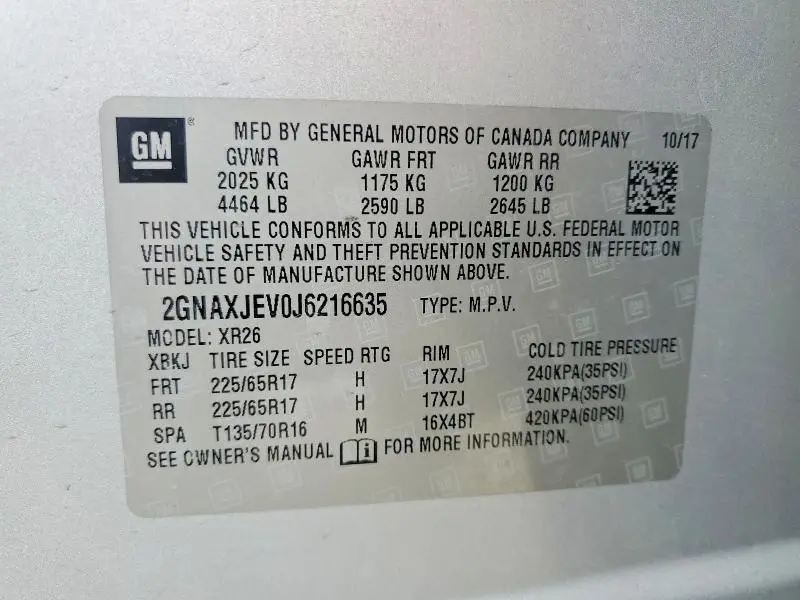 GM ® MFD BY GENERAL MOTORS OF CANADA COMPANY 10/17
GVWR GAWR FRT GAWR RR
2025 KG 1175 KG 1200 KG
4464 LB 2590 LB 2645 LB
THIS VEHICLE CONFORMS TO ALL APPLICABLE U.S. FEDERAL MOTOR
VEHICLE SAFETY AND THEFT PREVENTION STANDARDS IN EFFECT ON
THE DATE OF MANUFACTURE SHOWN ABOVE.
2GNAXJEV0J6216635 TYPE: M.P.V.
MODEL: XR26
XBKJ TIRE SIZE SPEED RTG RIM COLD TIRE PRESSURE
FRT 225/65R17 H 17X7J 240KPA(35PSI)
RR 225/65R17 H 17X7J 240KPA(35PSI)
SPA T135/70R16 M 16X4BT 420KPA(60PSI)
SEE OWNER'S MANUAL i FOR MORE INFORMATION.